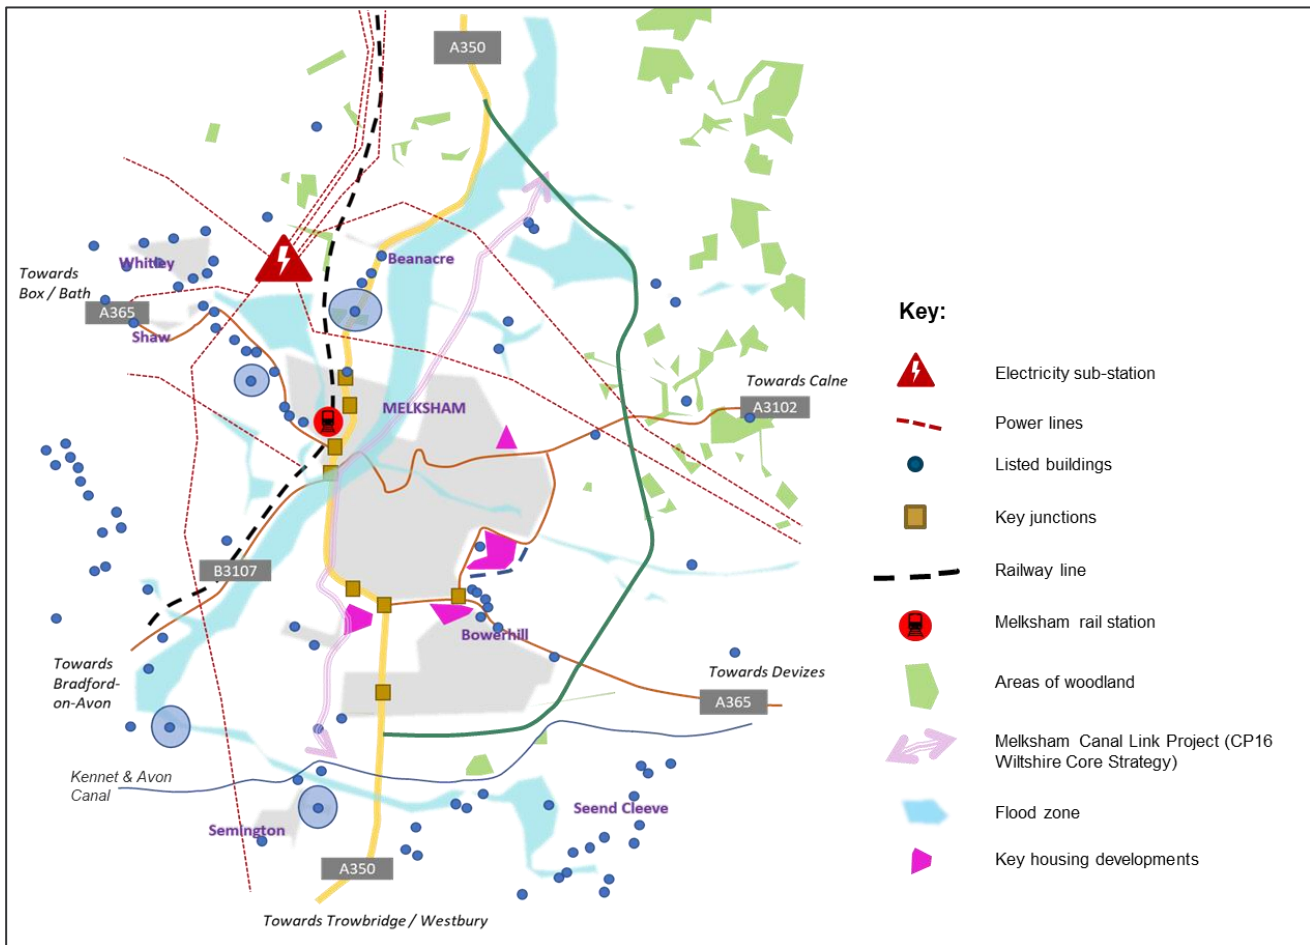 A350
Beanacre
Whitley
Towards
Box / Bath
A365
Shaw
MELKSHAM
Towards Calne
A3102
B3107
Bowerhill
Towards
Bradford-
on-Avon
Towards Devizes
A365
Kennet & Avon
Canal
Semington
Seend Cleeve
A350
Towards Trowbridge / Westbury
Key:
Electricity sub-station
Power lines
Listed buildings
Key junctions
Railway line
Melksham rail station
Areas of woodland
Melksham Canal Link Project (CP16
Wiltshire Core Strategy)
Flood zone
Key housing developments